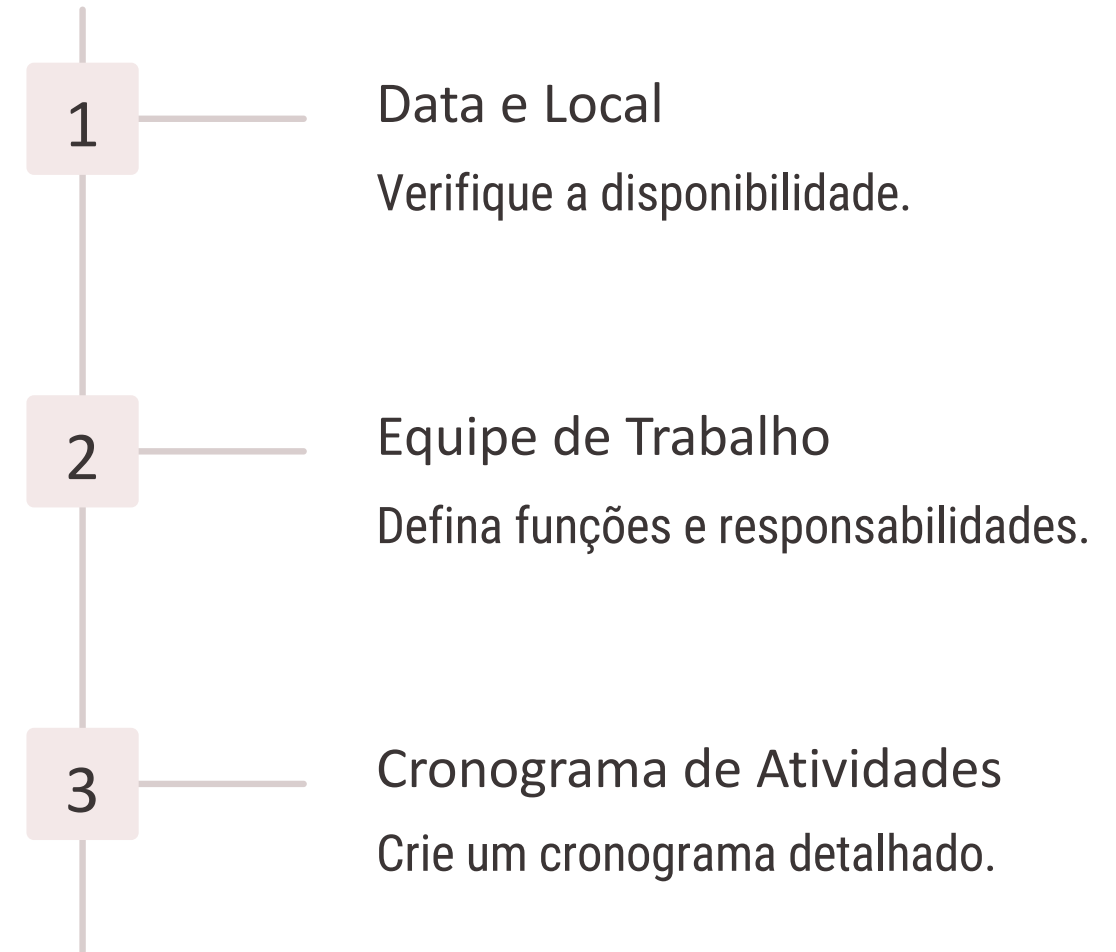 1
Data e Local
Verifique a disponibilidade.
2
Equipe de Trabalho
Defina funções e responsabilidades.
3
Cronograma de Atividades
Crie um cronograma detalhado.